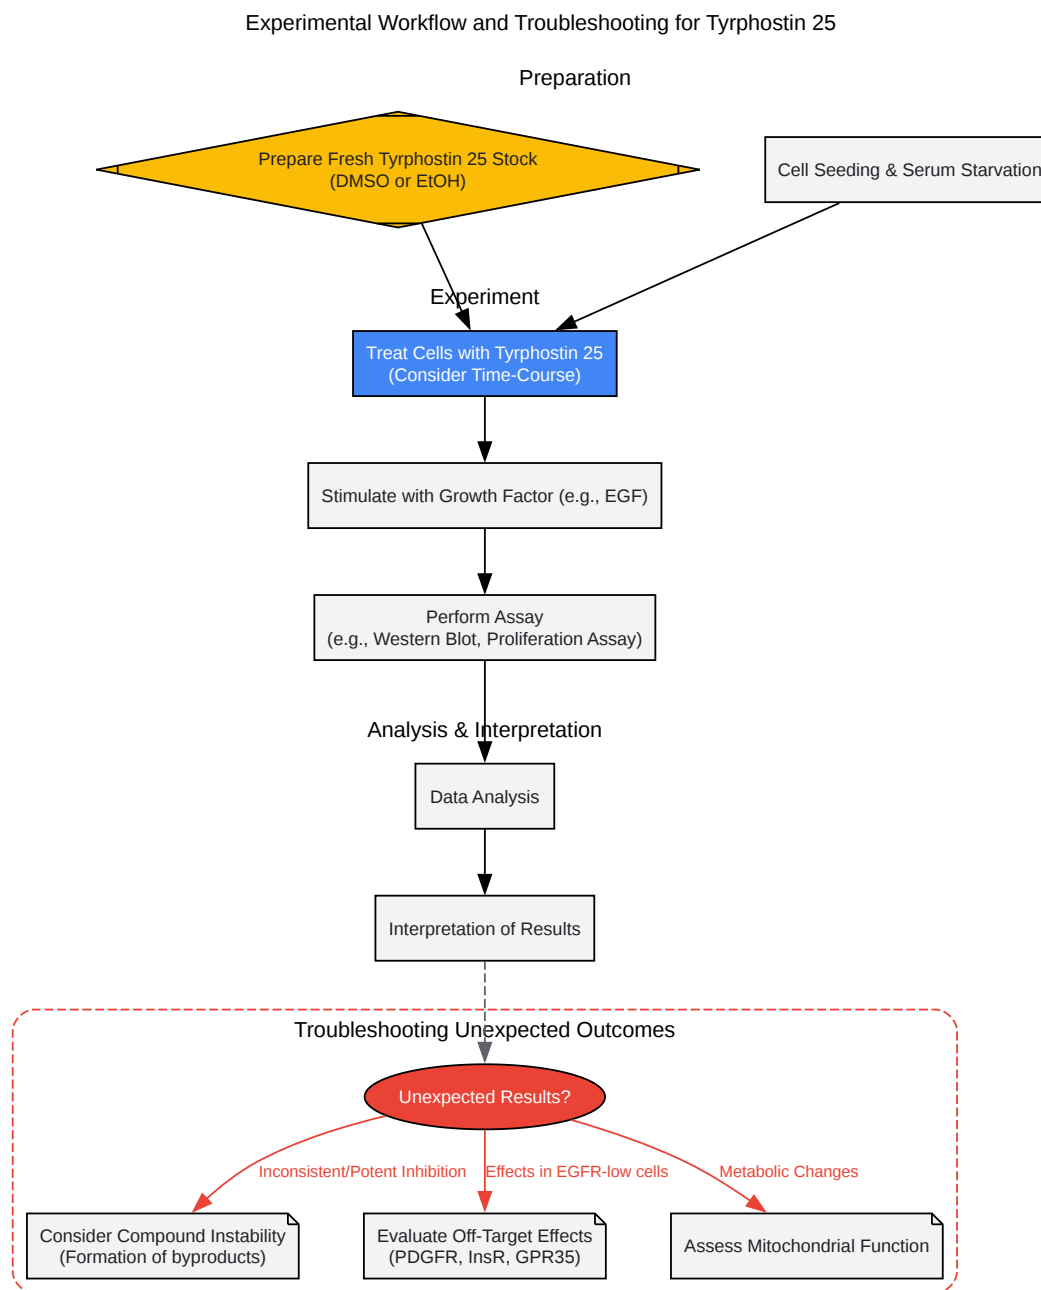 Experimental Workflow and Troubleshooting for Tyrphostin 25
Preparation
Prepare Fresh Tyrphostin 25 Stock
(DMSO or EtOH)
Cell Seeding & Serum Starvation
Experiment
Treat Cells with Tyrphostin 25
(Consider Time-Course)
Stimulate with Growth Factor (e.g., EGF)
Perform Assay
(e.g., Western Blot, Proliferation Assay)
Analysis & Interpretation
Data Analysis
Interpretation of Results
Troubleshooting Unexpected Outcomes
Unexpected Results?
Inconsistent/Potent Inhibition
Effects in EGFR-low cells
Metabolic Changes
Consider Compound Instability
(Formation of byproducts)
Evaluate Off-Target Effects
(PDGFR, InsR, GPR35)
Assess Mitochondrial Function